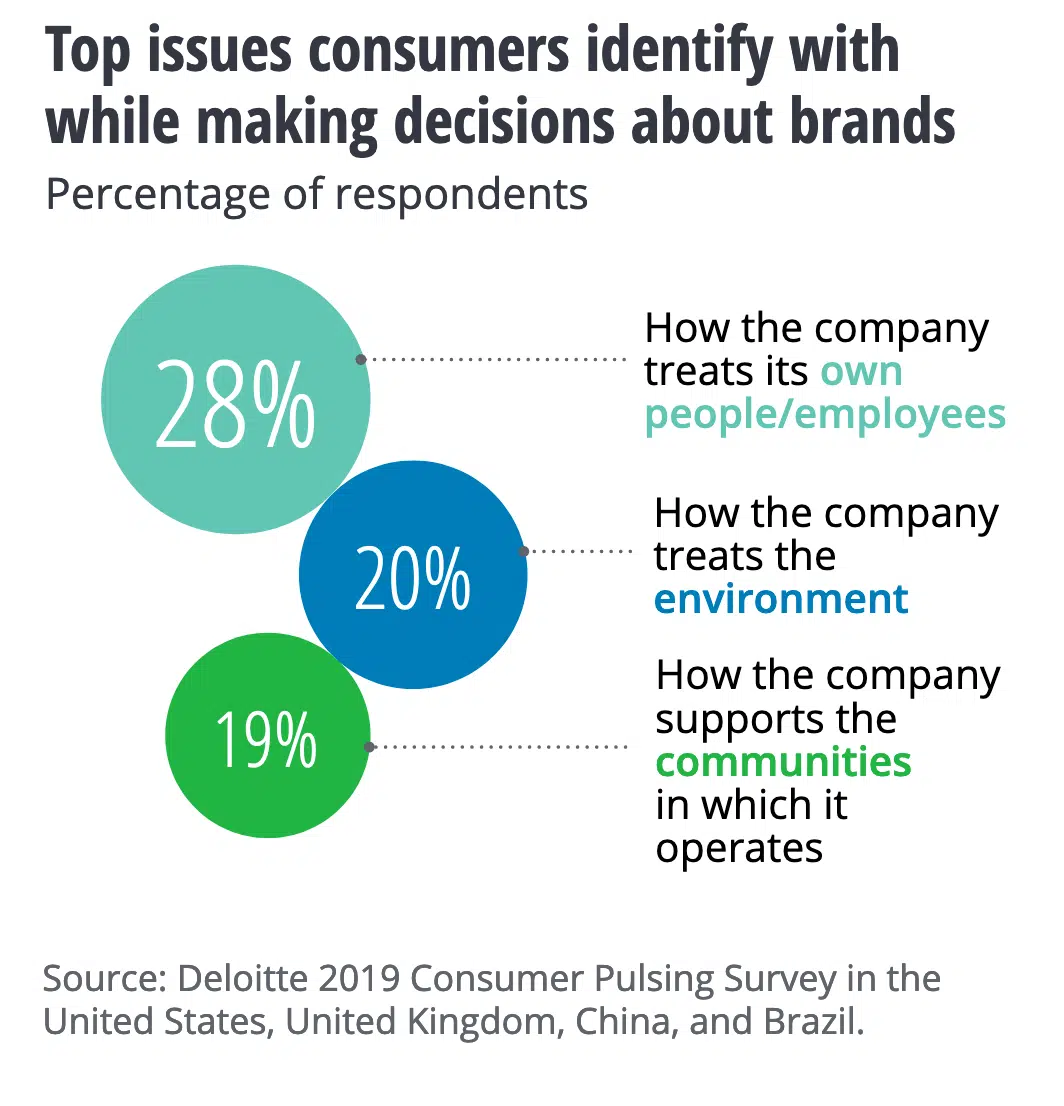 Top issues consumers identify with
while making decisions about brands
Percentage of respondents
28%
How the company
treats its own
people/employees
20%
How the company
treats the
environment
19%
How the company
supports the
communities
in which it
operates
Source: Deloitte 2019 Consumer Pulsing Survey in the
United States, United Kingdom, China, and Brazil.